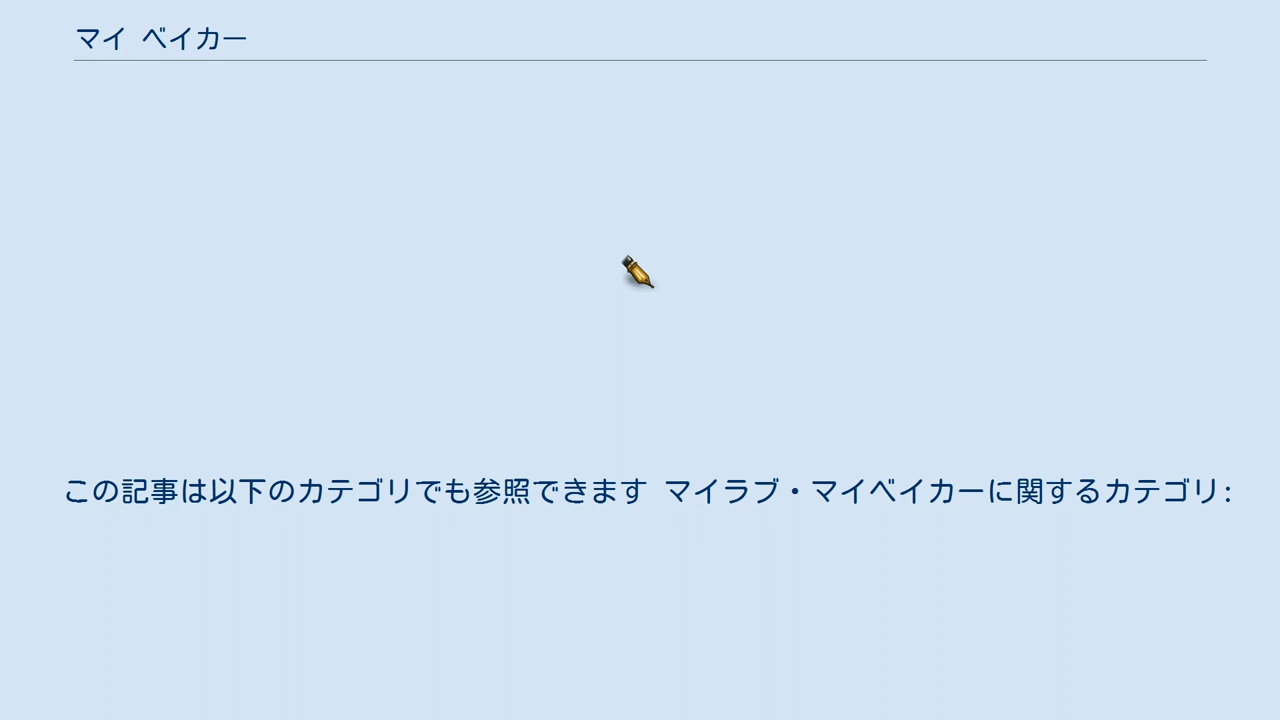 マイ ベイカー
この記事は以下のカテゴリでも参照できます マイラブ・マイベイカーに関するカテゴリ: